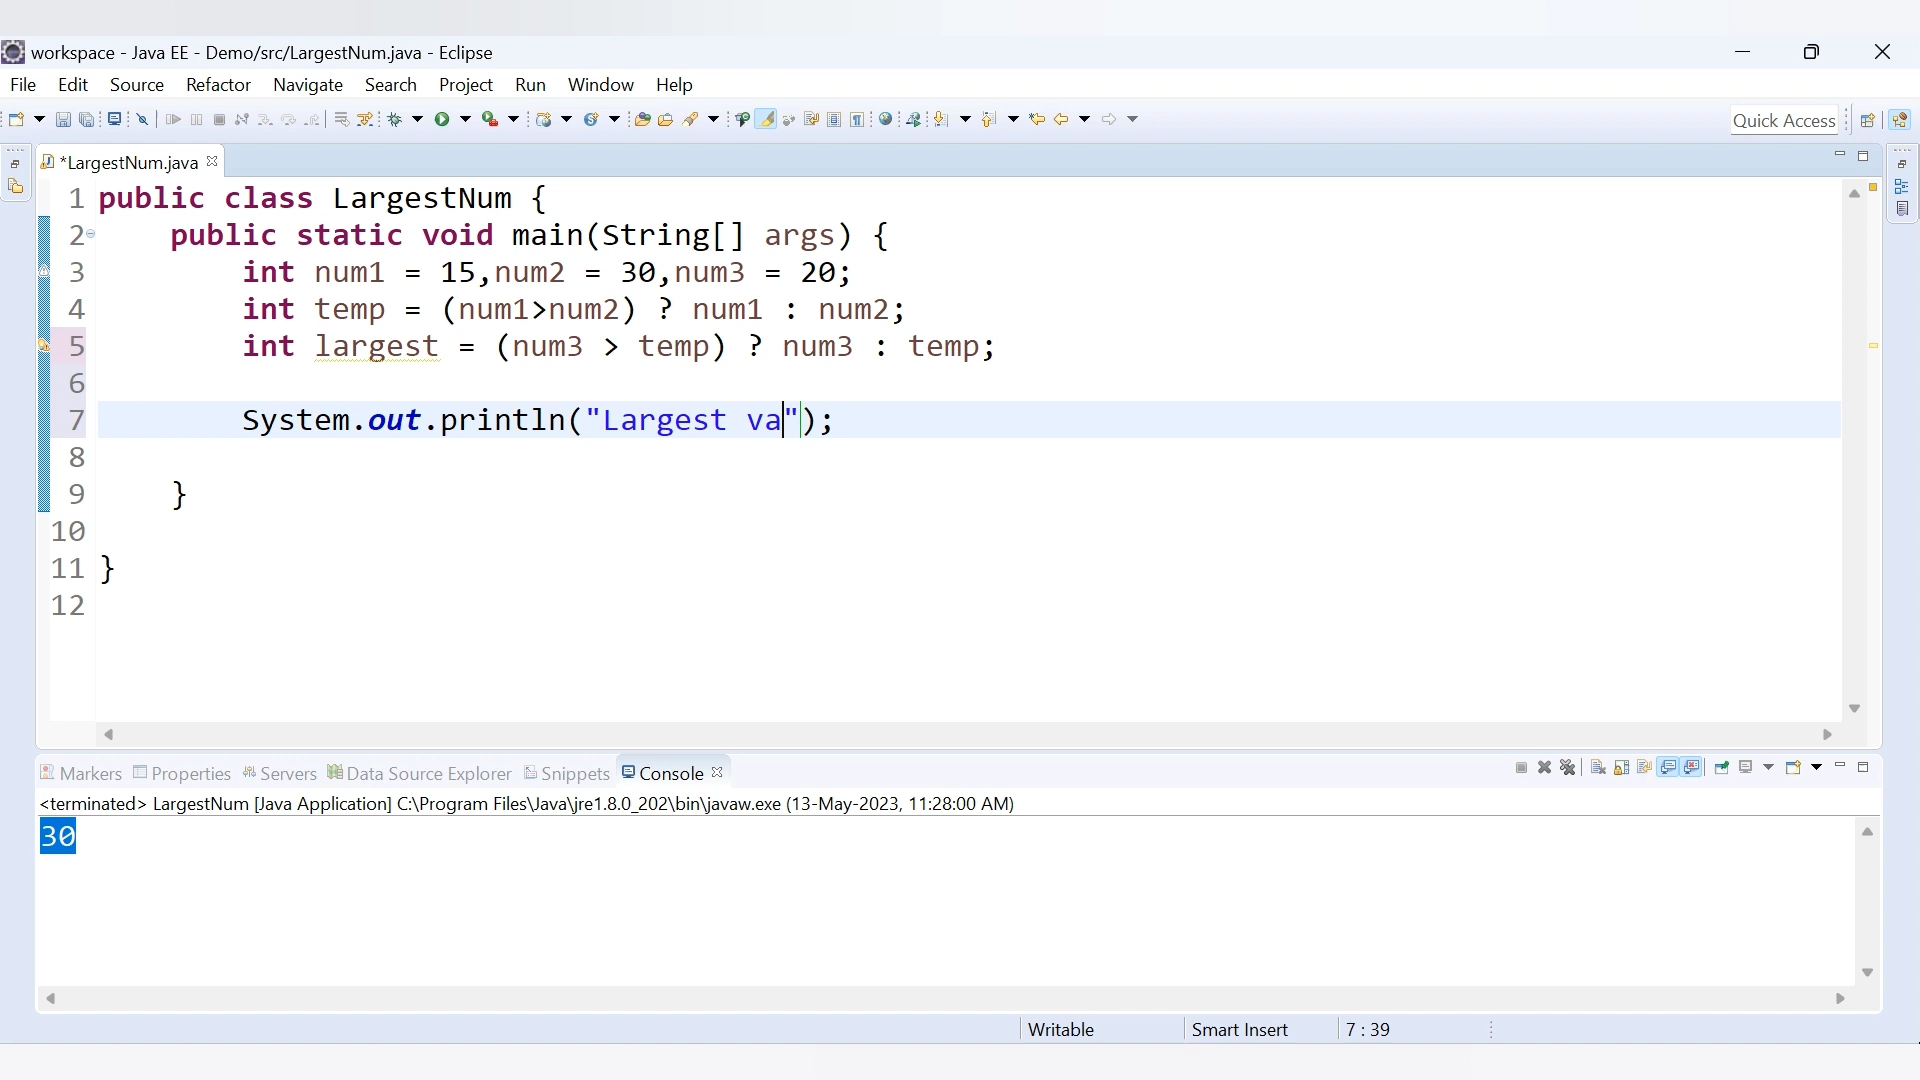 workspace - Java EE - Demo/src/LargestNum.java - Eclipse
File Edit Source Refactor Navigate Search Project Run Window Help
Quick Access
*LargestNum.java
1 public class LargestNum {
2 public static void main(String[] args) {
3 int num1 = 15,num2 = 30,num3 = 20;
4 int temp = (num1>num2) ? num1 : num2;
5 int largest = (num3 > temp) ? num3 : temp;
6
7 System.out.println("Largest va");
8
9 }
10
11 }
12
Markers Properties Servers Data Source Explorer Snippets Console
<terminated> LargestNum [Java Application] C:\Program Files\Java\jre1.8.0_202\bin\javaw.exe (13-May-2023, 11:28:00 AM)
30
Writable Smart Insert 7 : 39